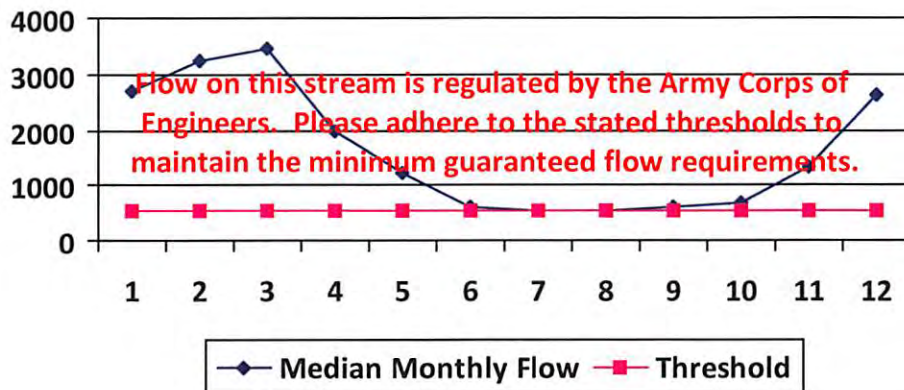 4000
3000
2000
1000
0
Flow on this stream is regulated by the Army Corps of
Engineers. Please adhere to the stated thresholds to
maintain the minimum guaranteed flow requirements.
1 2 3 4 5 6 7 8 9 10 11 12
Median Monthly Flow Threshold